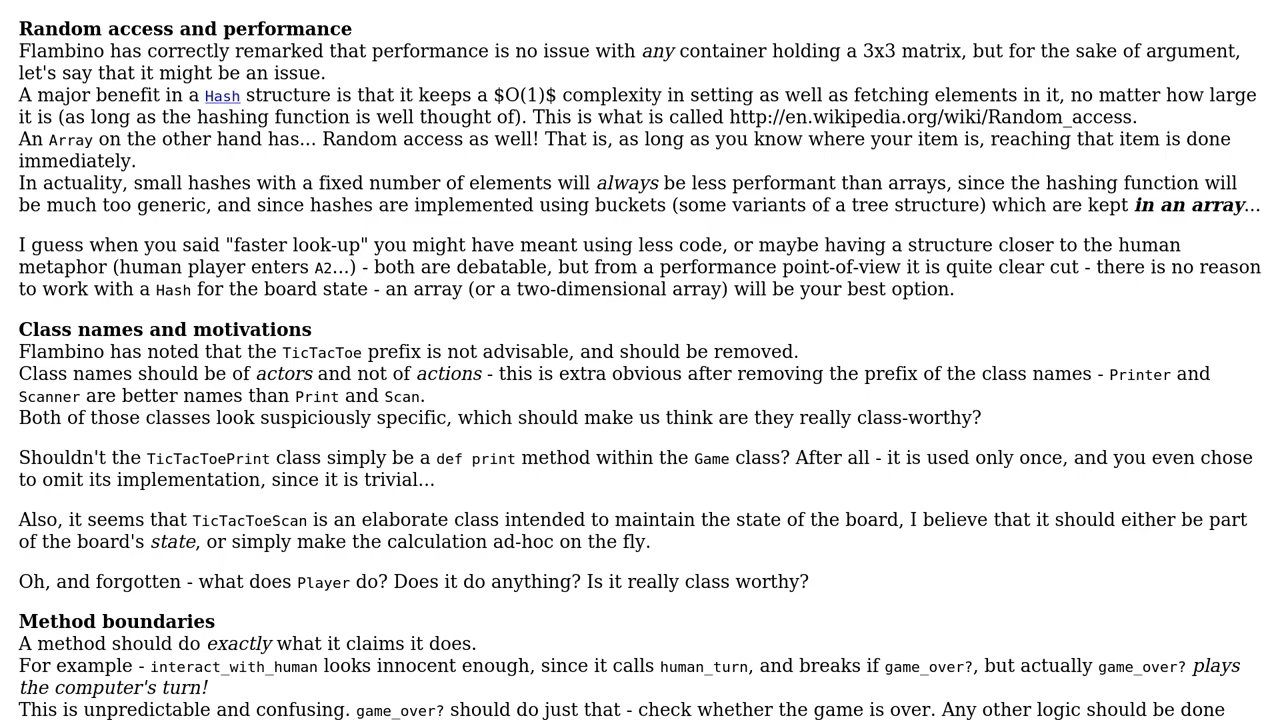 Random access and performance
Flambino has correctly remarked that performance is no issue with any container holding a 3x3 matrix, but for the sake of argument,
let's say that it might be an issue.
A major benefit in a Hash structure is that it keeps a $O(1)$ complexity in setting as well as fetching elements in it, no matter how large
it is (as long as the hashing function is well thought of). This is what is called http://en.wikipedia.org/wiki/Random_access.
An Array on the other hand has... Random access as well! That is, as long as you know where your item is, reaching that item is done
immediately.
In actuality, small hashes with a fixed number of elements will always be less performant than arrays, since the hashing function will
be much too generic, and since hashes are implemented using buckets (some variants of a tree structure) which are kept in an array...
I guess when you said "faster look-up" you might have meant using less code, or maybe having a structure closer to the human
metaphor (human player enters A2...) - both are debatable, but from a performance point-of-view it is quite clear cut - there is no reason
to work with a Hash for the board state - an array (or a two-dimensional array) will be your best option.
Class names and motivations
Flambino has noted that the TicTacToe prefix is not advisable, and should be removed.
Class names should be of actors and not of actions - this is extra obvious after removing the prefix of the class names - Printer and
Scanner are better names than Print and Scan.
Both of those classes look suspiciously specific, which should make us think are they really class-worthy?
Shouldn't the TicTacToePrint class simply be a def print method within the Game class? After all - it is used only once, and you even chose
to omit its implementation, since it is trivial...
Also, it seems that TicTacToeScan is an elaborate class intended to maintain the state of the board, I believe that it should either be part
of the board's state, or simply make the calculation ad-hoc on the fly.
Oh, and forgotten - what does Player do? Does it do anything? Is it really class worthy?
Method boundaries
A method should do exactly what it claims it does.
For example - interact_with_human looks innocent enough, since it calls human_turn, and breaks if game_over?, but actually game_over? plays
the computer's turn!
This is unpredictable and confusing. game_over? should do just that - check whether the game is over. Any other logic should be done